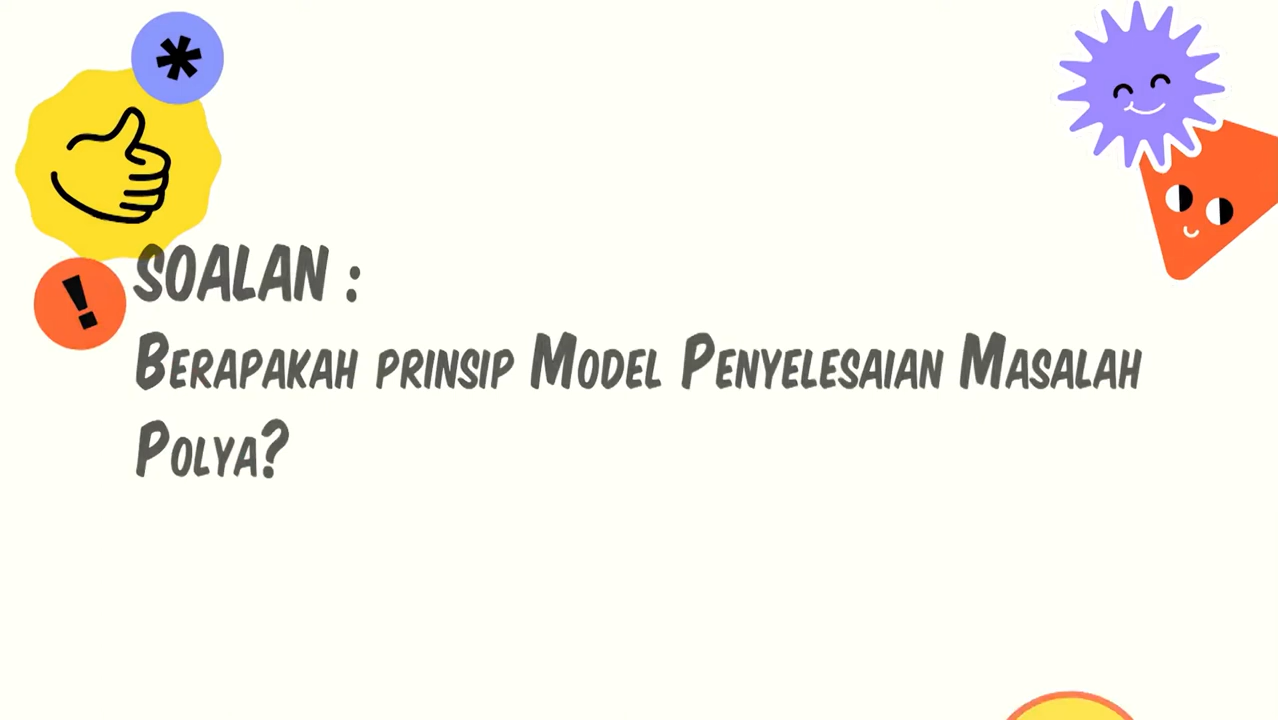 *
!
SOALAN :
BERAPAKAH PRINSIP MODEL PENYELESAIAN MASALAH
POLYA?